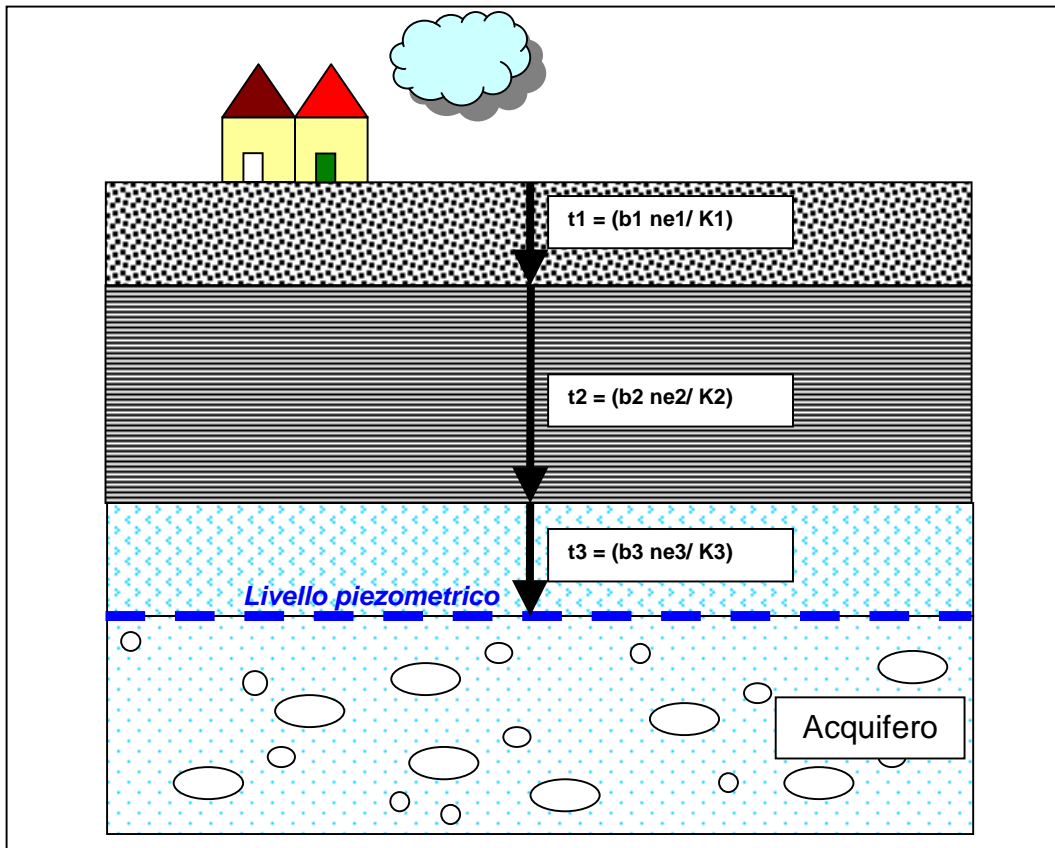 t1 = (b1 ne1/ K1)
t2 = (b2 ne2/ K2)
t3 = (b3 ne3/ K3)
Livello piezometrico
Acquifero